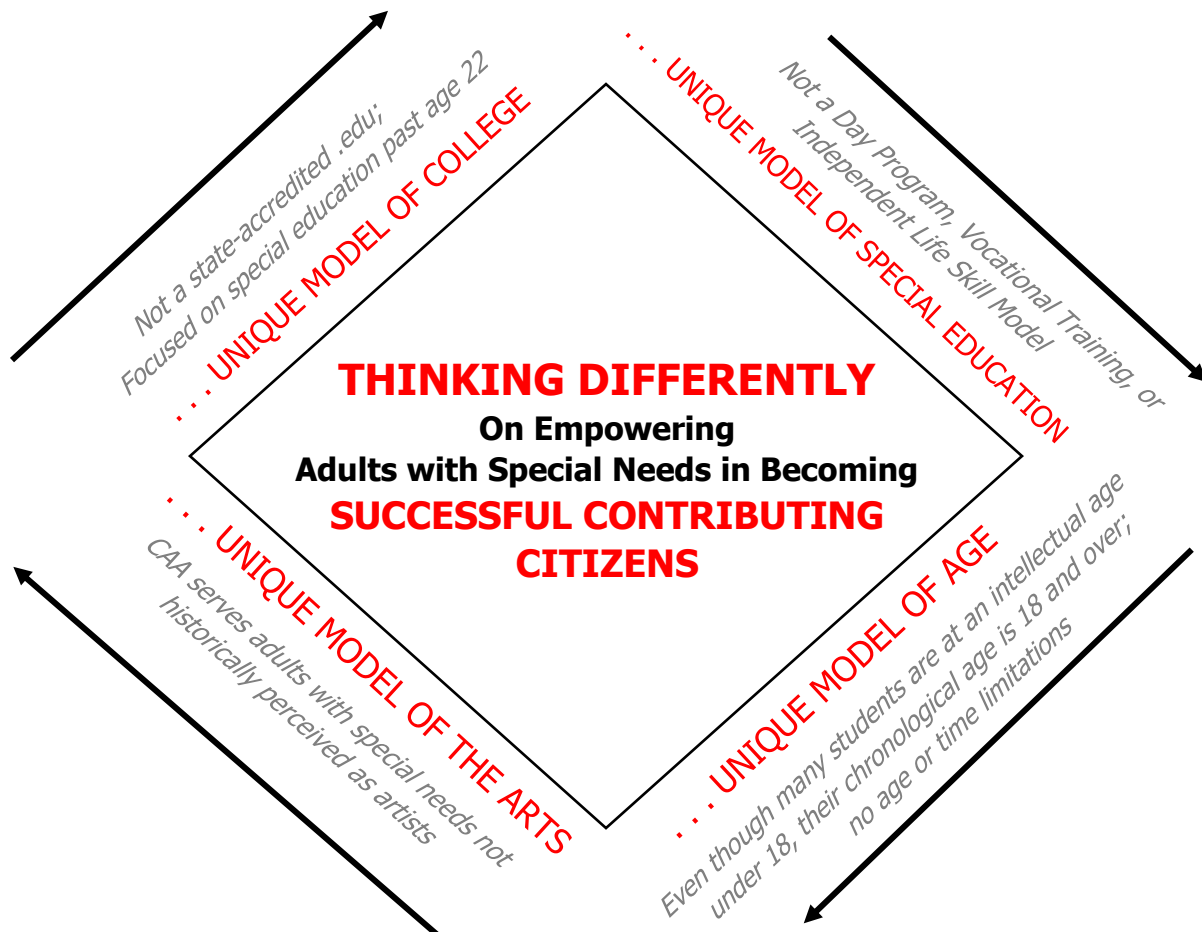 Not a state-accredited .edu;
Focused on special education past age 22
. . . UNIQUE MODEL OF COLLEGE
Not a Day Program, Vocational Training, or
Independent Life Skill Model
. . . UNIQUE MODEL OF SPECIAL EDUCATION
THINKING DIFFERENTLY
On Empowering
Adults with Special Needs in Becoming
SUCCESSFUL CONTRIBUTING
CITIZENS
. . . UNIQUE MODEL OF THE ARTS
CAA serves adults with special needs not
historically perceived as artists
. . . UNIQUE MODEL OF AGE
Even though many students are at an intellectual age
under 18, their chronological age is 18 and over;
no age or time limitations